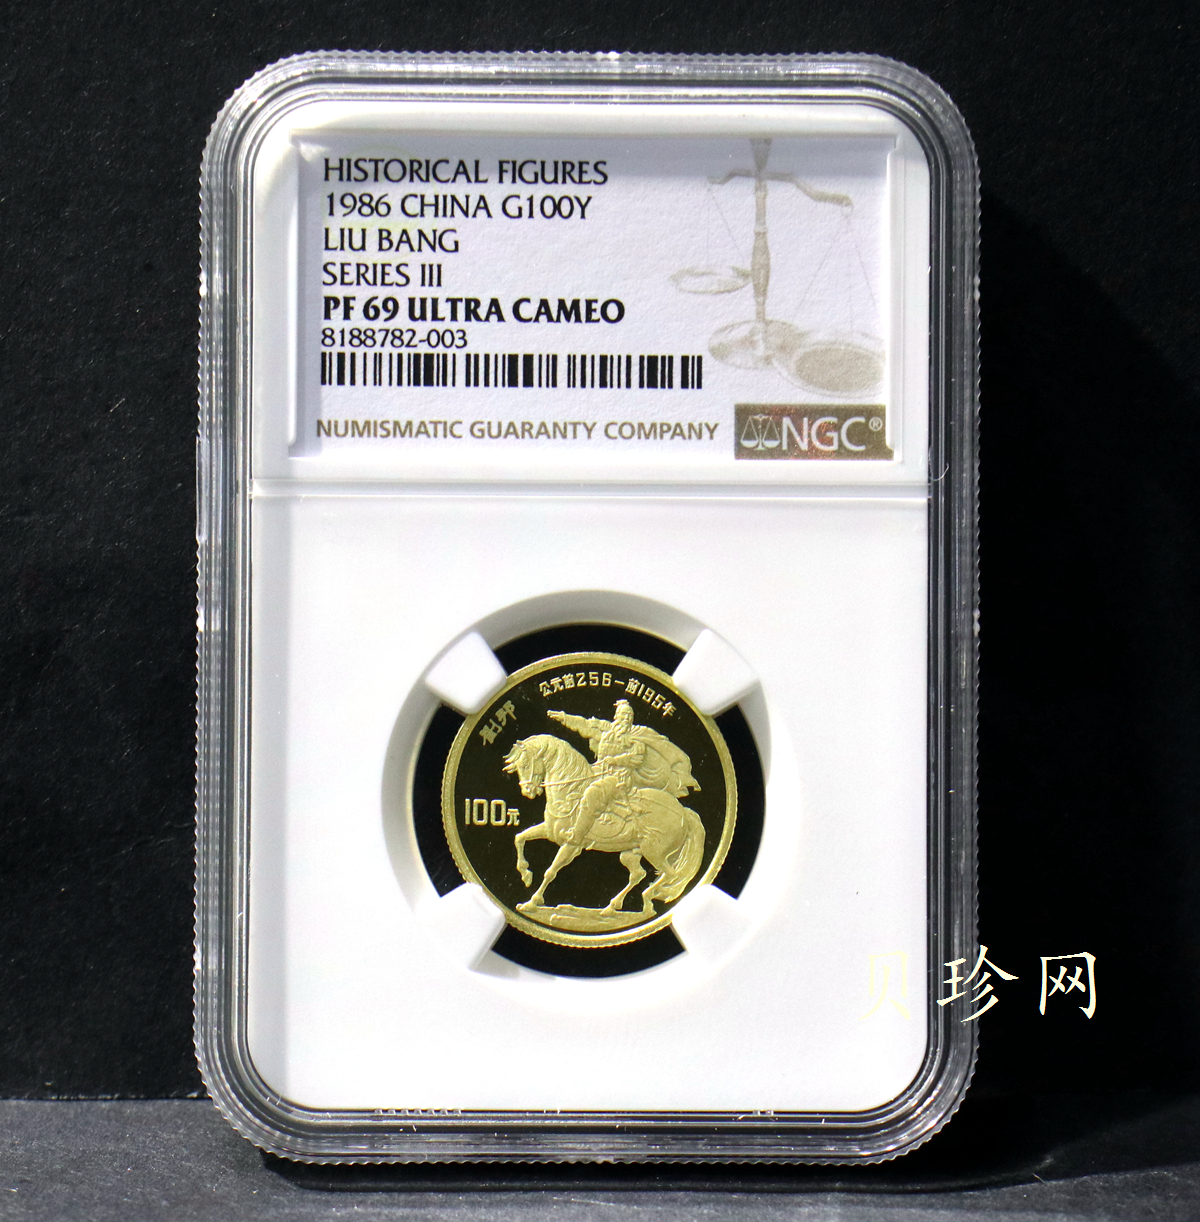 HISTORICAL FIGURES
1986 CHINA G100Y
LIU BANG
SERIES III
PF 69 ULTRA CAMEO
8188782-003
NUMISMATIC GUARANTY COMPANY
NGC®
公元前256-前195年
刘邦
100元
贝珍网